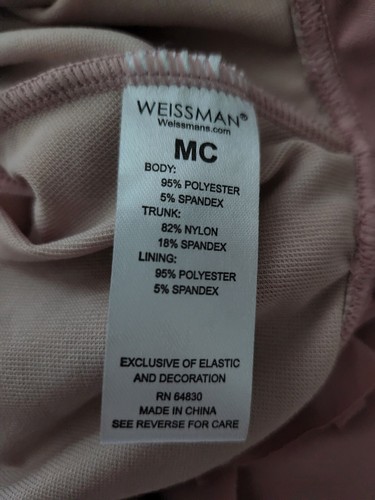 WEISSMAN®
Weissmans.com
MC
BODY:
95% POLYESTER
5% SPANDEX
TRUNK:
82% NYLON
18% SPANDEX
LINING:
95% POLYESTER
5% SPANDEX
EXCLUSIVE OF ELASTIC
AND DECORATION
RN 64830
MADE IN CHINA
SEE REVERSE FOR CARE